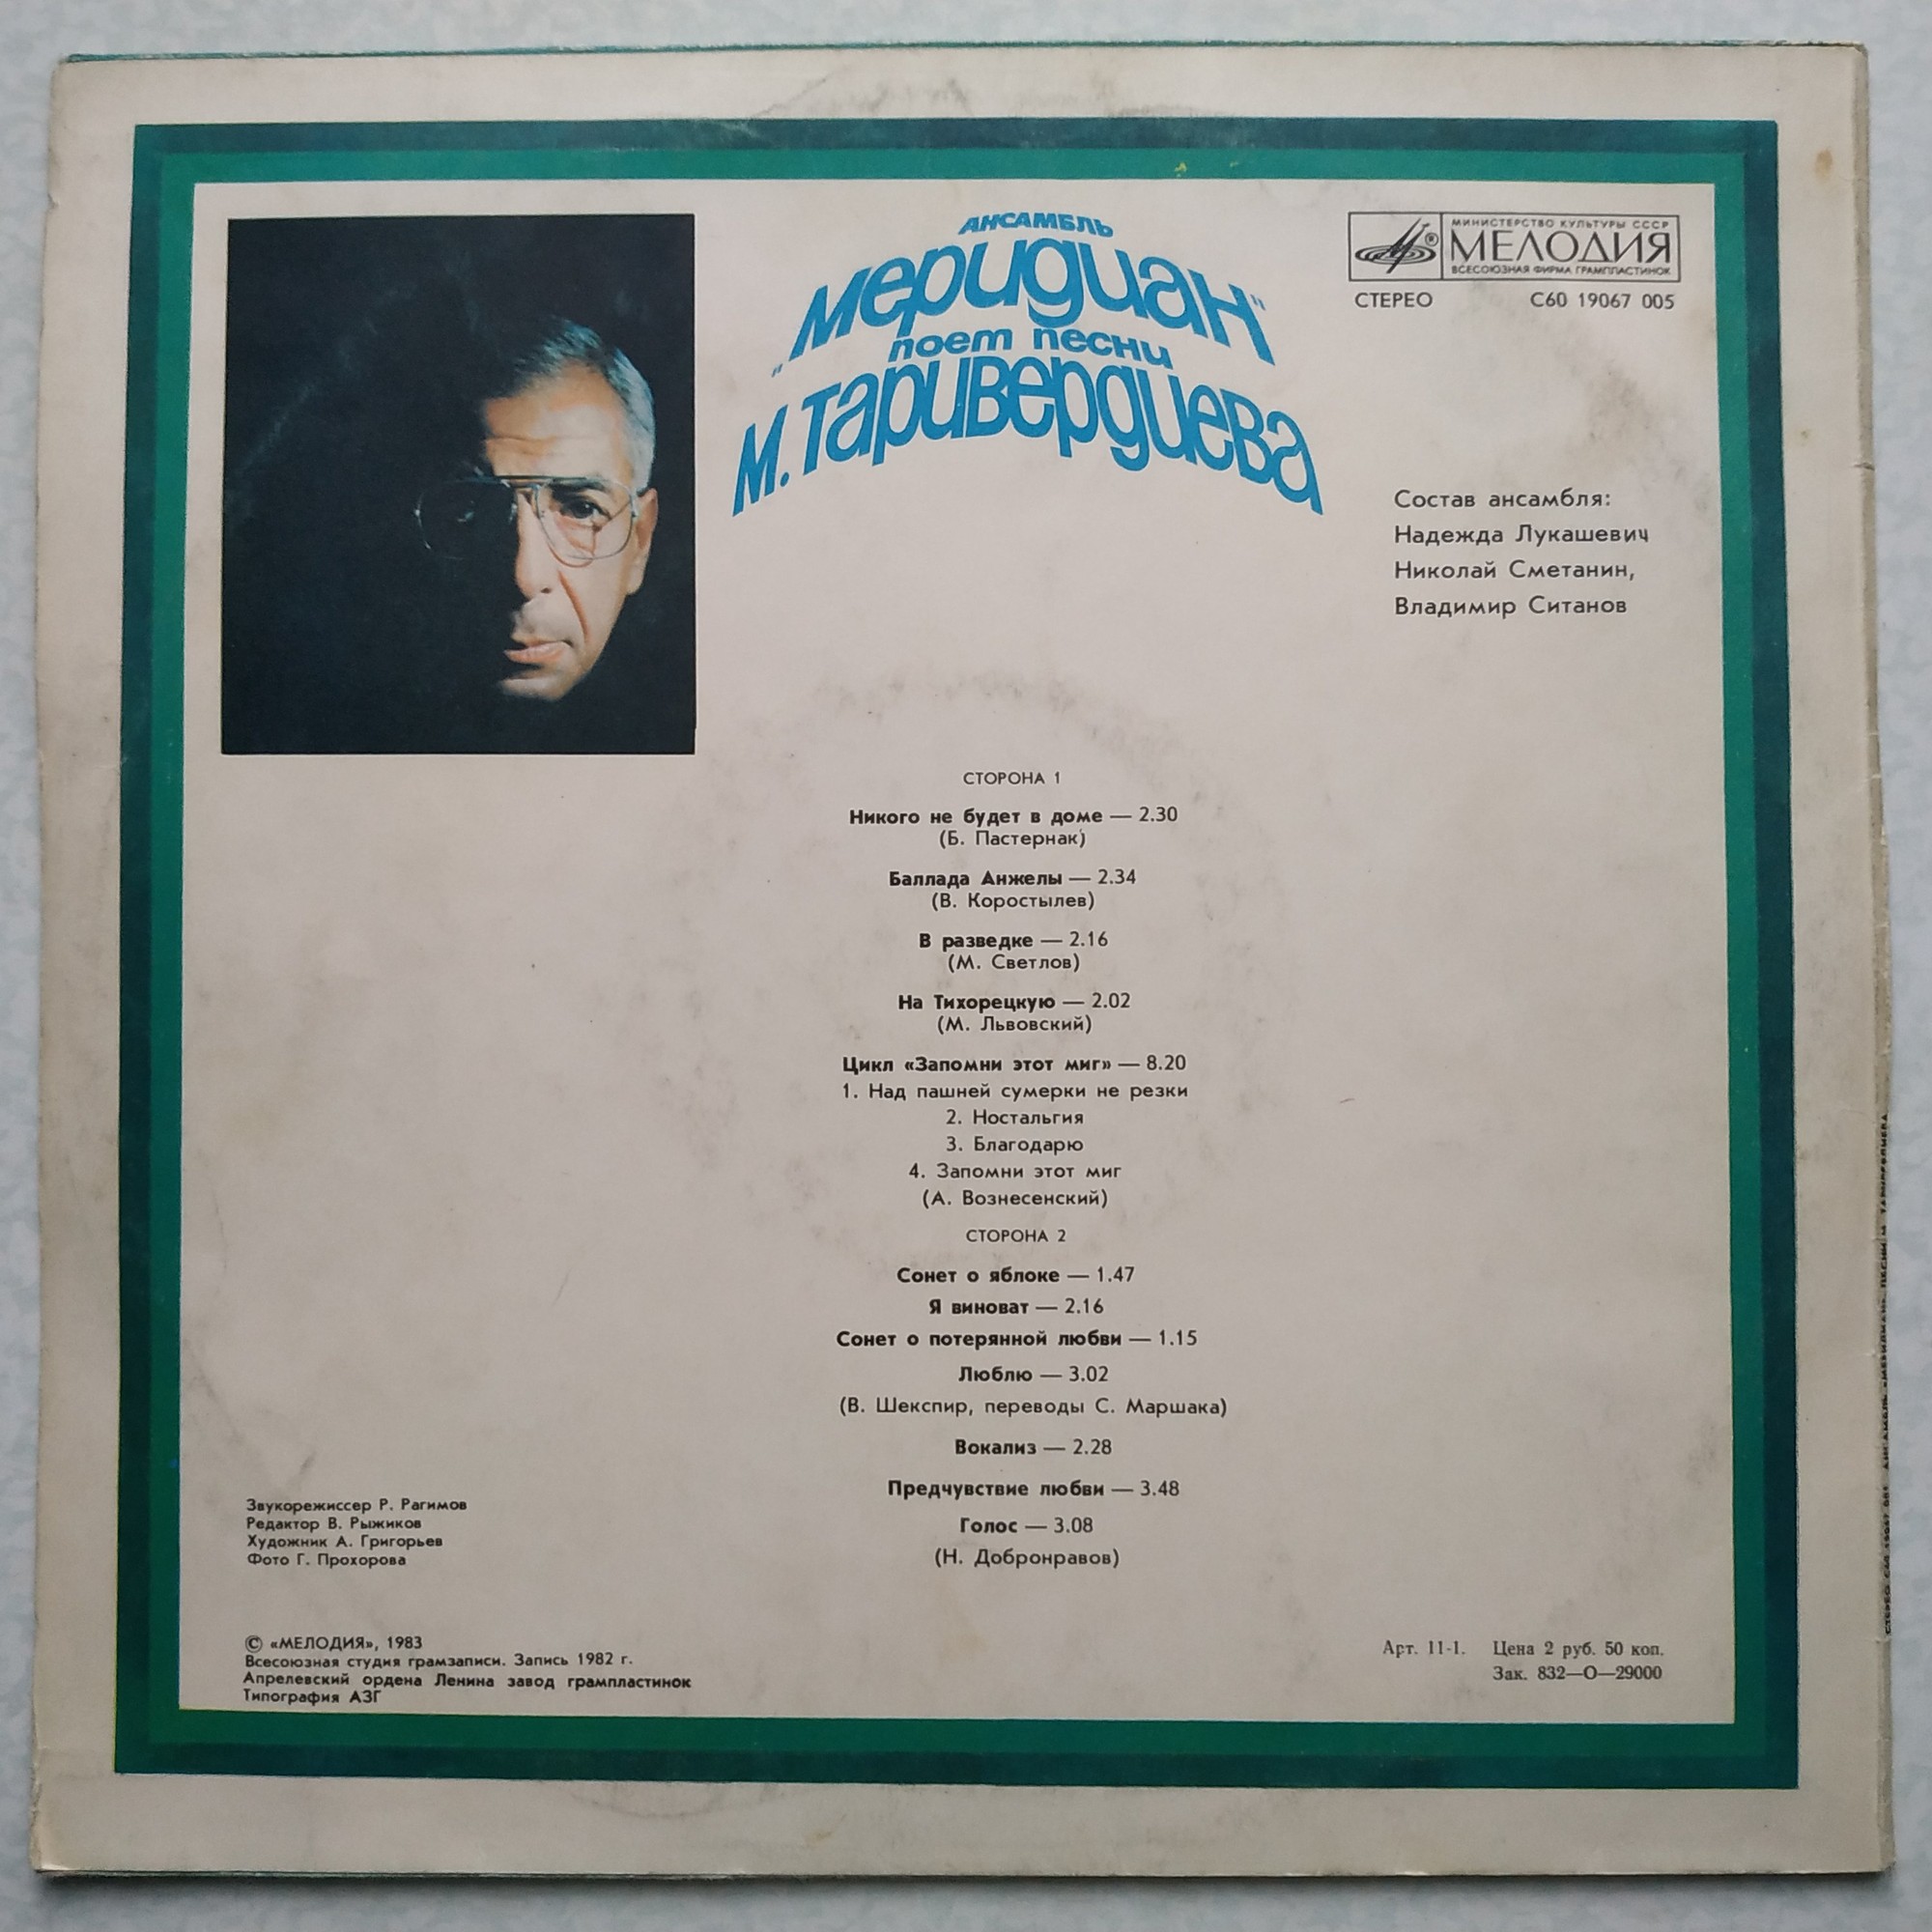 АНСАМБЛЬ
„Меридиан"
поет песни
М. Таривердиева
МИНИСТЕРСТВО КУЛЬТУРЫ СССР
МЕЛОДИЯ
ВСЕСОЮЗНАЯ ФИРМА ГРАМПЛАСТИНОК
СТЕРЕО С60 19067 005
Состав ансамбля:
Надежда Лукашевич
Николай Сметанин,
Владимир Ситанов
СТОРОНА 1
Никого не будет в доме — 2.30
(Б. Пастернак)
Баллада Анжелы — 2.34
(В. Коростылев)
В разведке — 2.16
(М. Светлов)
На Тихорецкую — 2.02
(М. Львовский)
Цикл «Запомни этот миг» — 8.20
1. Над пашней сумерки не резки
2. Ностальгия
3. Благодарю
4. Запомни этот миг
(А. Вознесенский)
СТОРОНА 2
Сонет о яблоке — 1.47
Я виноват — 2.16
Сонет о потерянной любви — 1.15
Люблю — 3.02
(В. Шекспир, переводы С. Маршака)
Вокализ — 2.28
Предчувствие любви — 3.48
Голос — 3.08
(Н. Добронравов)
Звукорежиссер Р. Рагимов
Редактор В. Рыжиков
Художник А. Григорьев
Фото Г. Прохорова
© «МЕЛОДИЯ», 1983
Всесоюзная студия грамзаписи. Запись 1982 г.
Апрелевский ордена Ленина завод грампластинок
Типография АЗГ
Арт. 11-1. Цена 2 руб. 50 коп.
Зак. 832—О—29000